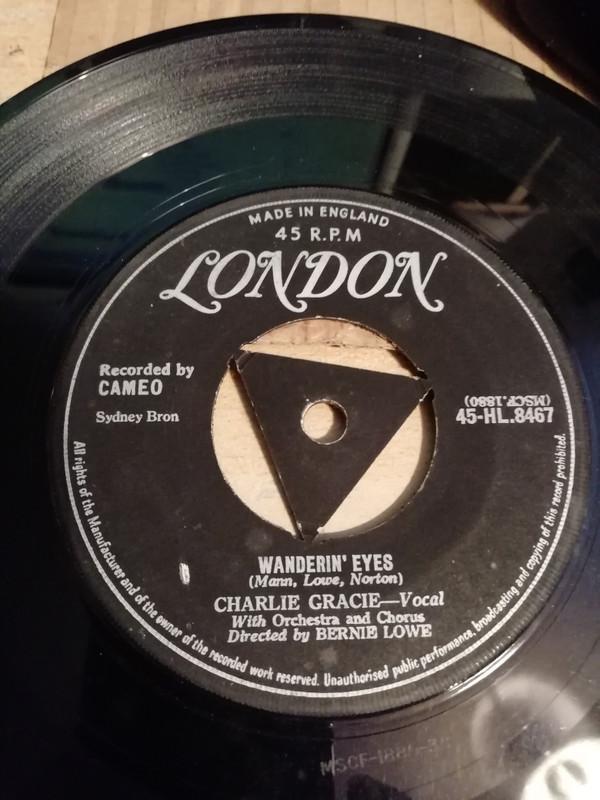 MADE IN ENGLAND
45 R.P.M
LONDON
Recorded by
CAMEO
Sydney Bron
(MSCF.1880)
45-HL.8467
WANDERIN' EYES
(Mann, Lowe, Norton)
CHARLIE GRACIE—Vocal
With Orchestra and Chorus
Directed by BERNIE LOWE
All rights of the Manufacturer and of the owner of the recorded work reserved. Unauthorised public performance, broadcasting and copying of this record prohibited.